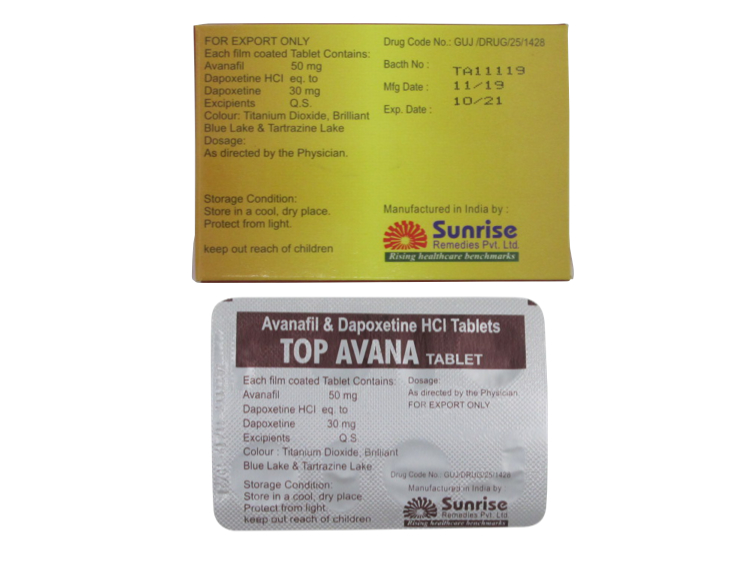 FOR EXPORT ONLY
Each film coated Tablet Contains:
Avanafil 50 mg
Dapoxetine HCl eq. to
Dapoxetine 30 mg
Excipients Q.S.
Colour: Titanium Dioxide, Brilliant
Blue Lake & Tartrazine Lake
Dosage:
As directed by the Physician.
Storage Condition:
Store in a cool, dry place.
Protect from light.
keep out reach of children
Drug Code No.: GUJ /DRUG/25/1428
Bacth No : TA11119
Mfg Date : 11/19
Exp. Date : 10/21
Manufactured in India by :
Sunrise
Remedies Pvt. Ltd.
Rising healthcare benchmarks
Avanafil & Dapoxetine HCl Tablets
TOP AVANA TABLET
Each film coated Tablet Contains:
Avanafil 50 mg
Dapoxetine HCl eq. to
Dapoxetine 30 mg
Excipients Q.S.
Colour : Titanium Dioxide, Brilliant
Blue Lake & Tartrazine Lake
Storage Condition:
Store in a cool, dry place.
Protect from light.
keep out reach of children
Dosage:
As directed by the Physician.
FOR EXPORT ONLY
Drug Code No.: GUJ/DRUG/25/1428
Manufactured in India by
Sunrise
Remedies Pvt. Ltd.
Rising healthcare benchmarks